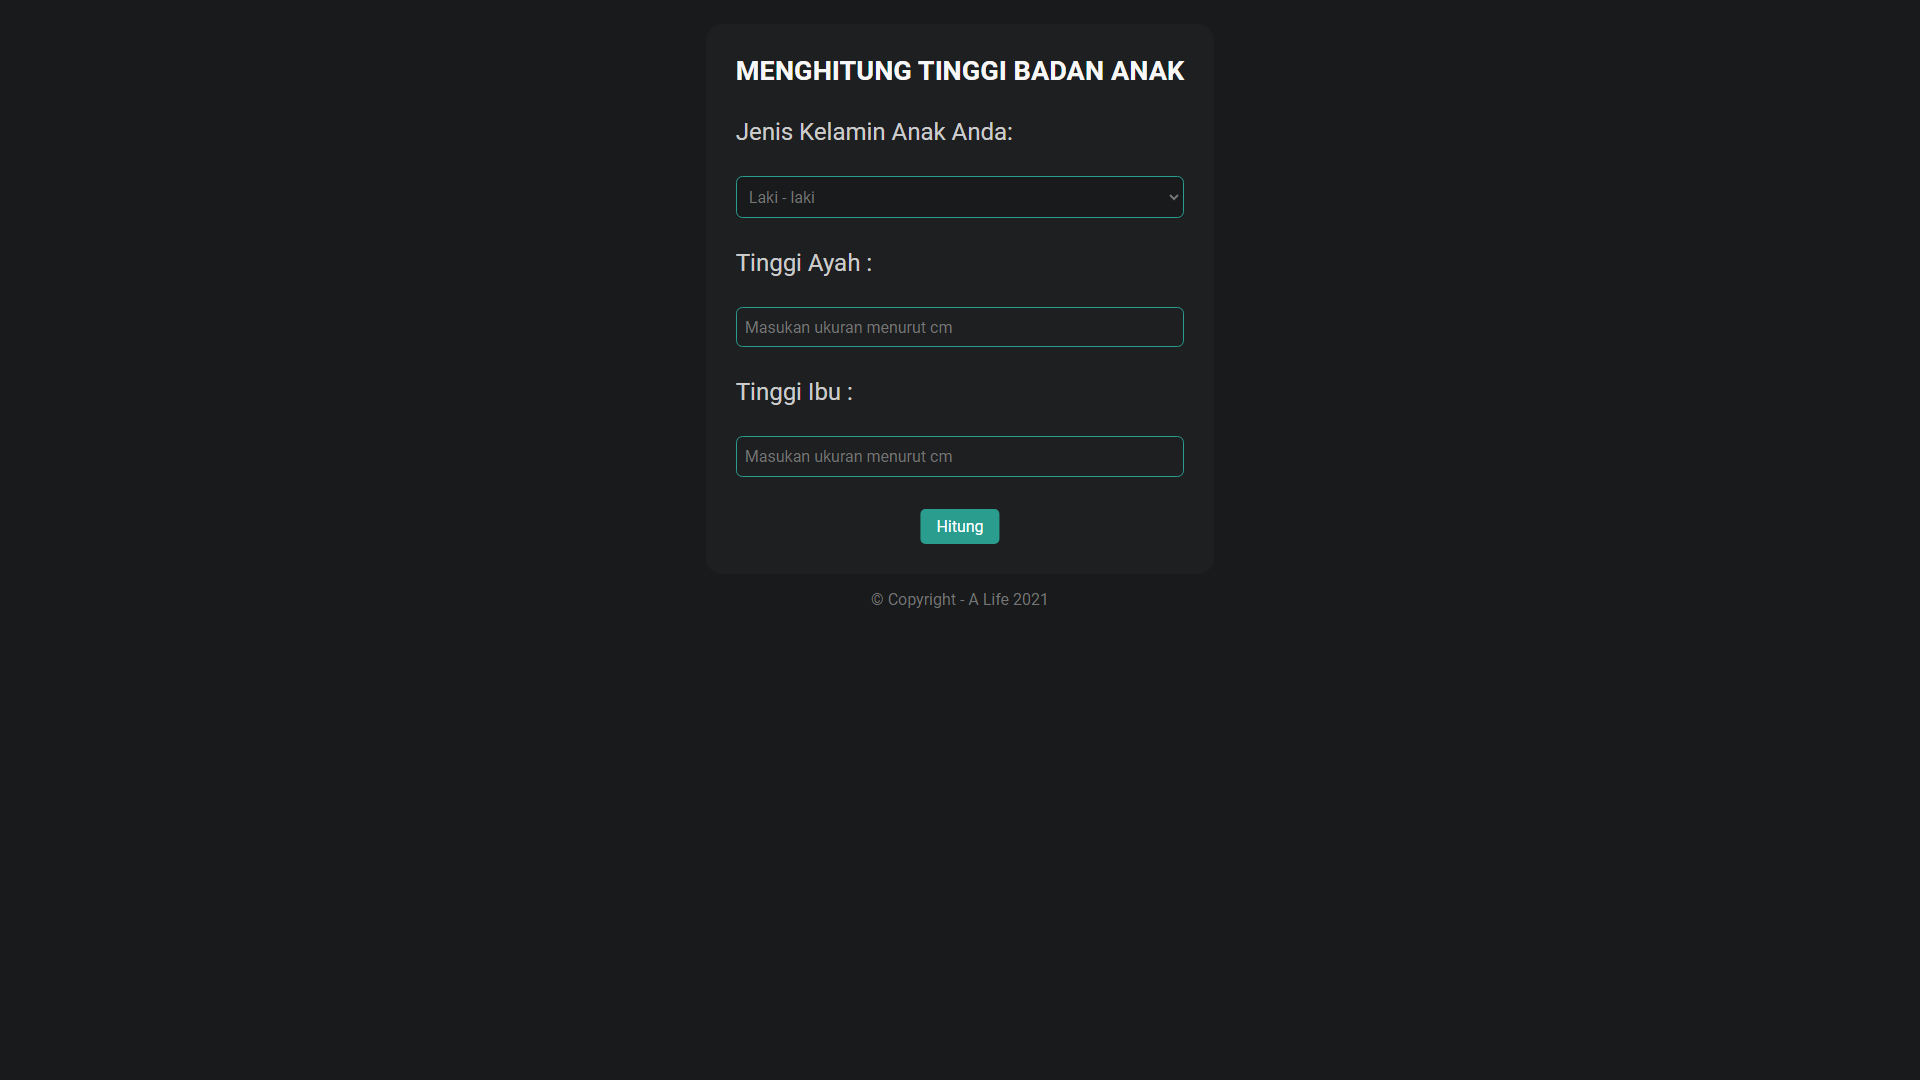 MENGHITUNG TINGGI BADAN ANAK
Jenis Kelamin Anak Anda:
Laki - laki
Tinggi Ayah :
Masukan ukuran menurut cm
Tinggi Ibu :
Masukan ukuran menurut cm
Hitung
© Copyright - A Life 2021